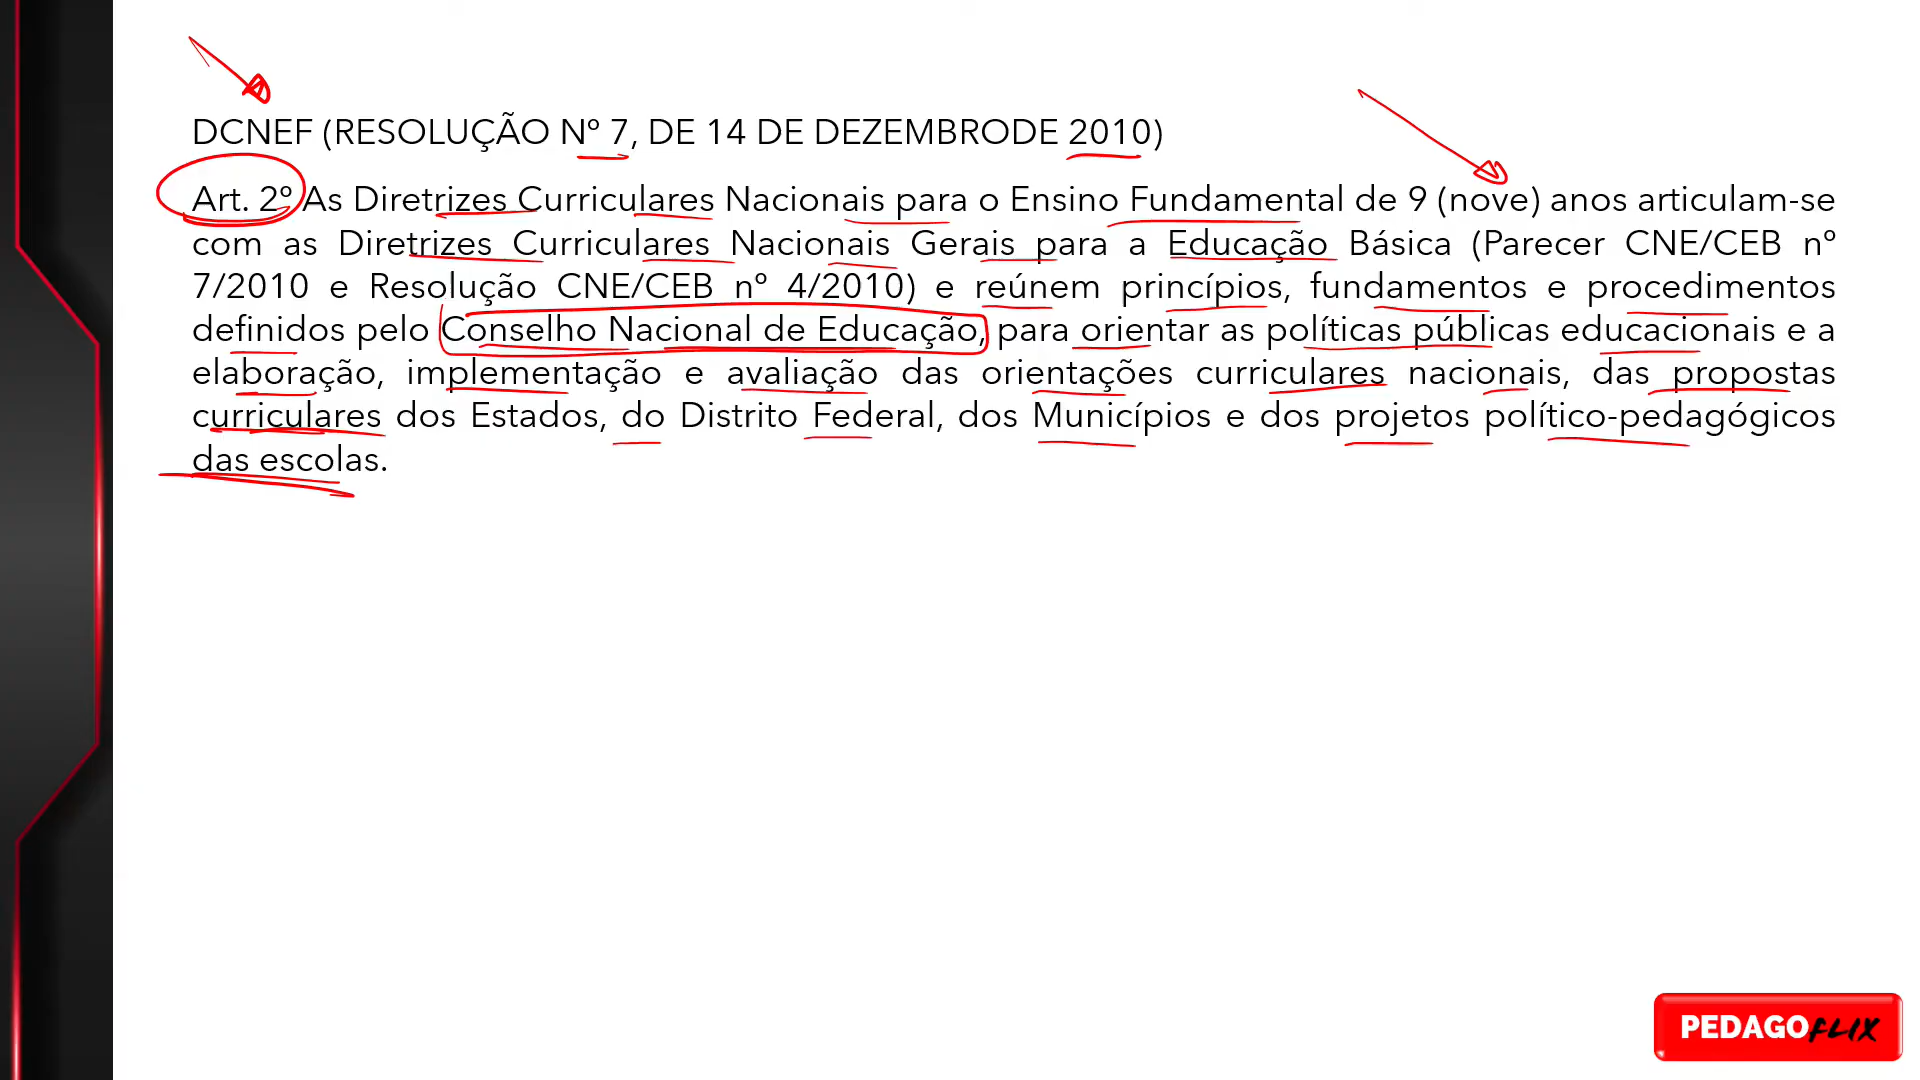 DCNEF (RESOLUÇÃO Nº 7, DE 14 DE DEZEMBRODE 2010)
Art. 2º As Diretrizes Curriculares Nacionais para o Ensino Fundamental de 9 (nove) anos articulam-se
com as Diretrizes Curriculares Nacionais Gerais para a Educação Básica (Parecer CNE/CEB nº
7/2010 e Resolução CNE/CEB nº 4/2010) e reúnem princípios, fundamentos e procedimentos
definidos pelo Conselho Nacional de Educação, para orientar as políticas públicas educacionais e a
elaboração, implementação e avaliação das orientações curriculares nacionais, das propostas
curriculares dos Estados, do Distrito Federal, dos Municípios e dos projetos político-pedagógicos
das escolas.
PEDAGOFLIX